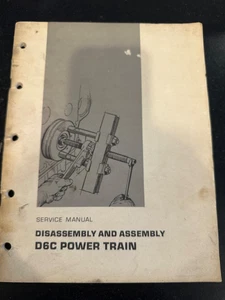 SERVICE MANUAL
DISASSEMBLY AND ASSEMBLY
D6C POWER TRAIN